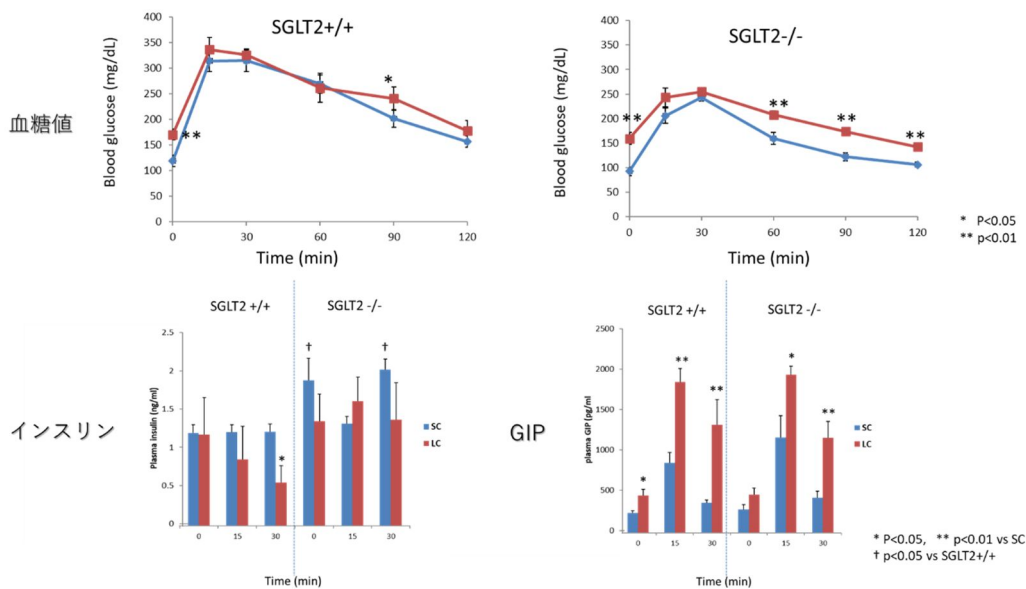 SGLT2+/+
Blood glucose (mg/dL)
400
350
300
250
200
150
100
50
0
**
*
0
30
60
90
120
Time (min)
血糖値
SGLT2-/-
Blood glucose (mg/dL)
400
350
300
250
200
150
100
50
0
**
**
**
**
0
30
60
90
120
Time (min)
* P<0.05
** p<0.01
SGLT2 +/+
SGLT2 -/-
Plasma insulin (ng/ml)
2.5
2
1.5
1
0.5
0
*
†
†
0
15
30
0
15
30
SC
LC
Time (min)
インスリン
GIP
SGLT2 +/+
SGLT2 -/-
plasma GIP (pg/ml
2500
2000
1500
1000
500
0
*
**
**
*
**
0
15
30
0
15
30
SC
LC
Time (min)
* P<0.05, ** p<0.01 vs SC
† p<0.05 vs SGLT2+/+